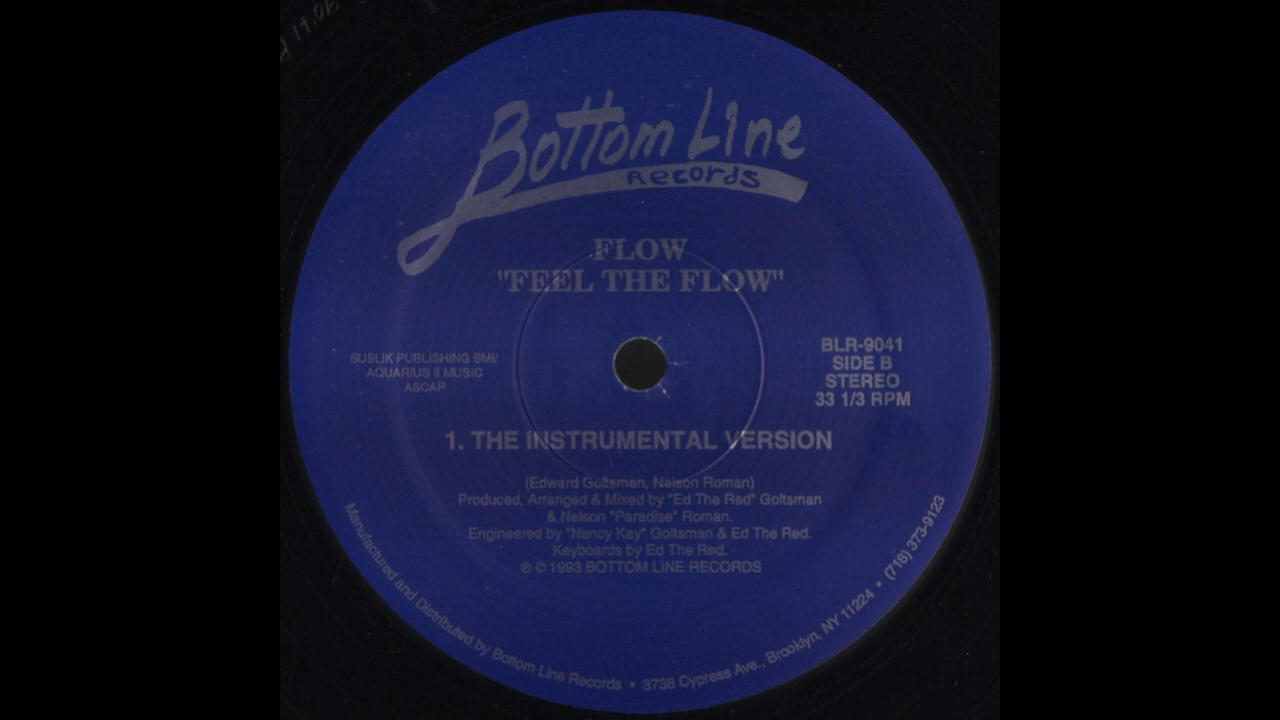 Bottom Line
Records
FLOW
"FEEL THE FLOW"
SUSLIK PUBLISHING BMI/
AQUARIUS II MUSIC
ASCAP
BLR-9041
SIDE B
STEREO
33 1/3 RPM
1. THE INSTRUMENTAL VERSION
(Edward Goltsman, Nelson Roman)
Produced, Arranged & Mixed by "Ed The Red" Goltsman
& Nelson "Paradise" Roman.
Engineered by "Nancy Kay" Goltsman & Ed The Red.
Keyboards by Ed The Red.
℗ © 1993 BOTTOM LINE RECORDS
Manufactured and Distributed by Bottom Line Records • 3738 Cypress Ave., Brooklyn, NY 11224 • (718) 373-9123